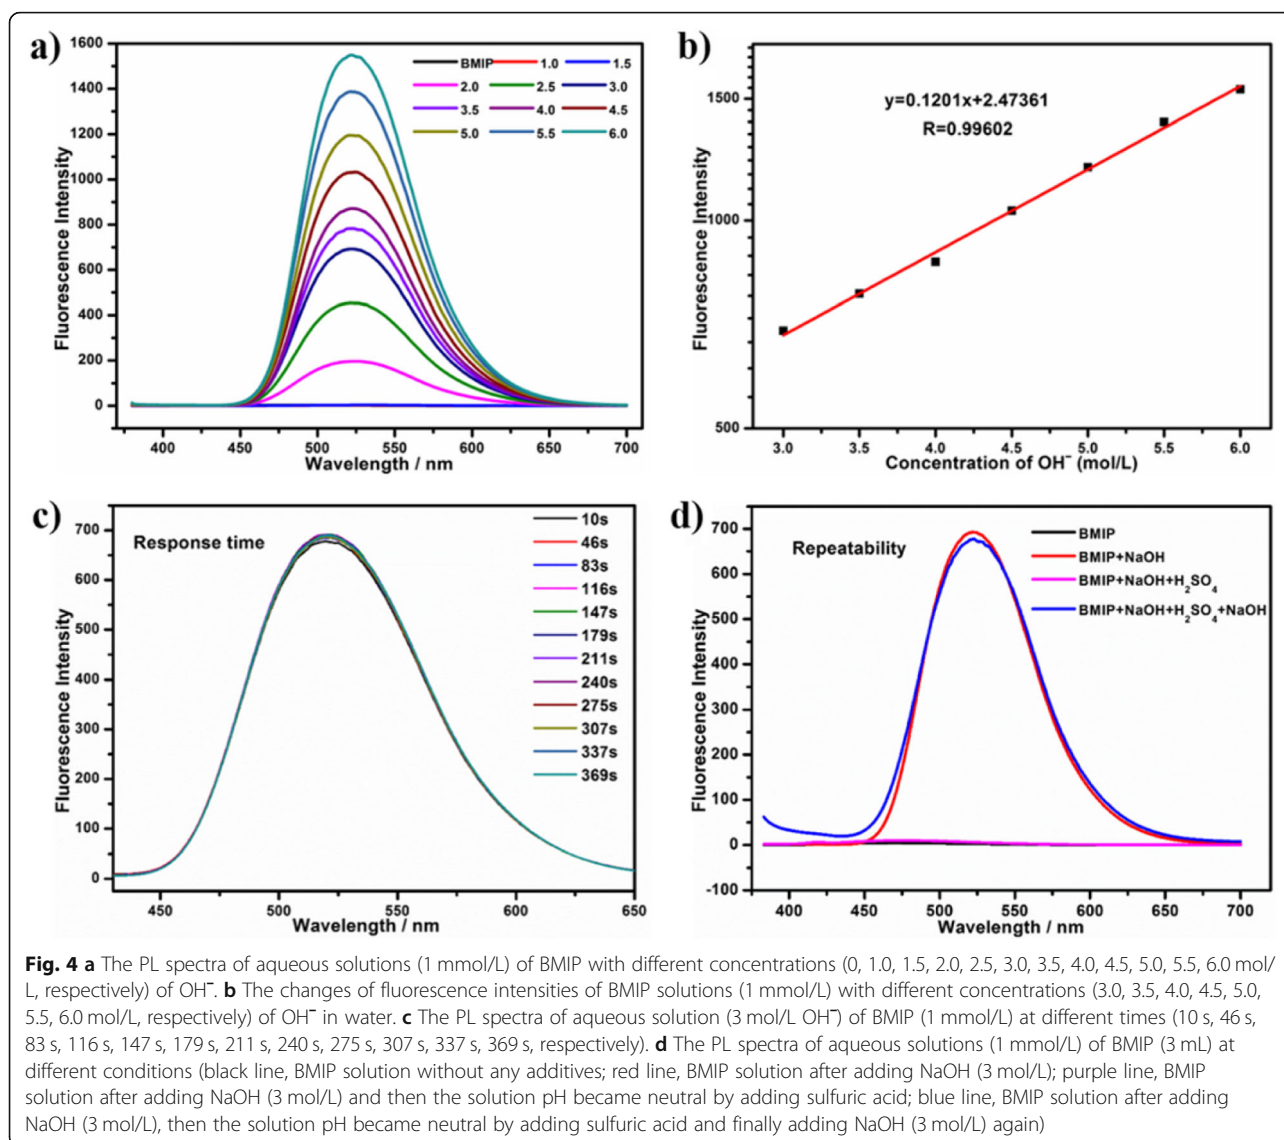 a)
1600
1400
1200
1000
800
600
400
200
0
Fluorescence Intensity
400 450 500 550 600 650 700
Wavelength / nm
BMIP 1.0 1.5
2.0 2.5 3.0
3.5 4.0 4.5
5.0 5.5 6.0
b)
1500
1000
500
Fluorescence Intensity
y=0.1201x+2.47361
R=0.99602
3.0 3.5 4.0 4.5 5.0 5.5 6.0
Concentration of OH⁻ (mol/L)
c)
700
600
500
400
300
200
100
0
Fluorescence Intensity
Response time
10s
46s
83s
116s
147s
179s
211s
240s
275s
307s
337s
369s
450 500 550 600 650
Wavelength / nm
d)
700
600
500
400
300
200
100
0
-100
Fluorescence Intensity
Repeatability
BMIP
BMIP+NaOH
BMIP+NaOH+H₂SO₄
BMIP+NaOH+H₂SO₄+NaOH
400 450 500 550 600 650 700
Wavelength / nm
Fig. 4 a The PL spectra of aqueous solutions (1 mmol/L) of BMIP with different concentrations (0, 1.0, 1.5, 2.0, 2.5, 3.0, 3.5, 4.0, 4.5, 5.0, 5.5, 6.0 mol/
L, respectively) of OH⁻. b The changes of fluorescence intensities of BMIP solutions (1 mmol/L) with different concentrations (3.0, 3.5, 4.0, 4.5, 5.0,
5.5, 6.0 mol/L, respectively) of OH⁻ in water. c The PL spectra of aqueous solution (3 mol/L OH⁻) of BMIP (1 mmol/L) at different times (10 s, 46 s,
83 s, 116 s, 147 s, 179 s, 211 s, 240 s, 275 s, 307 s, 337 s, 369 s, respectively). d The PL spectra of aqueous solutions (1 mmol/L) of BMIP (3 mL) at
different conditions (black line, BMIP solution without any additives; red line, BMIP solution after adding NaOH (3 mol/L); purple line, BMIP
solution after adding NaOH (3 mol/L) and then the solution pH became neutral by adding sulfuric acid; blue line, BMIP solution after adding
NaOH (3 mol/L), then the solution pH became neutral by adding sulfuric acid and finally adding NaOH (3 mol/L) again)